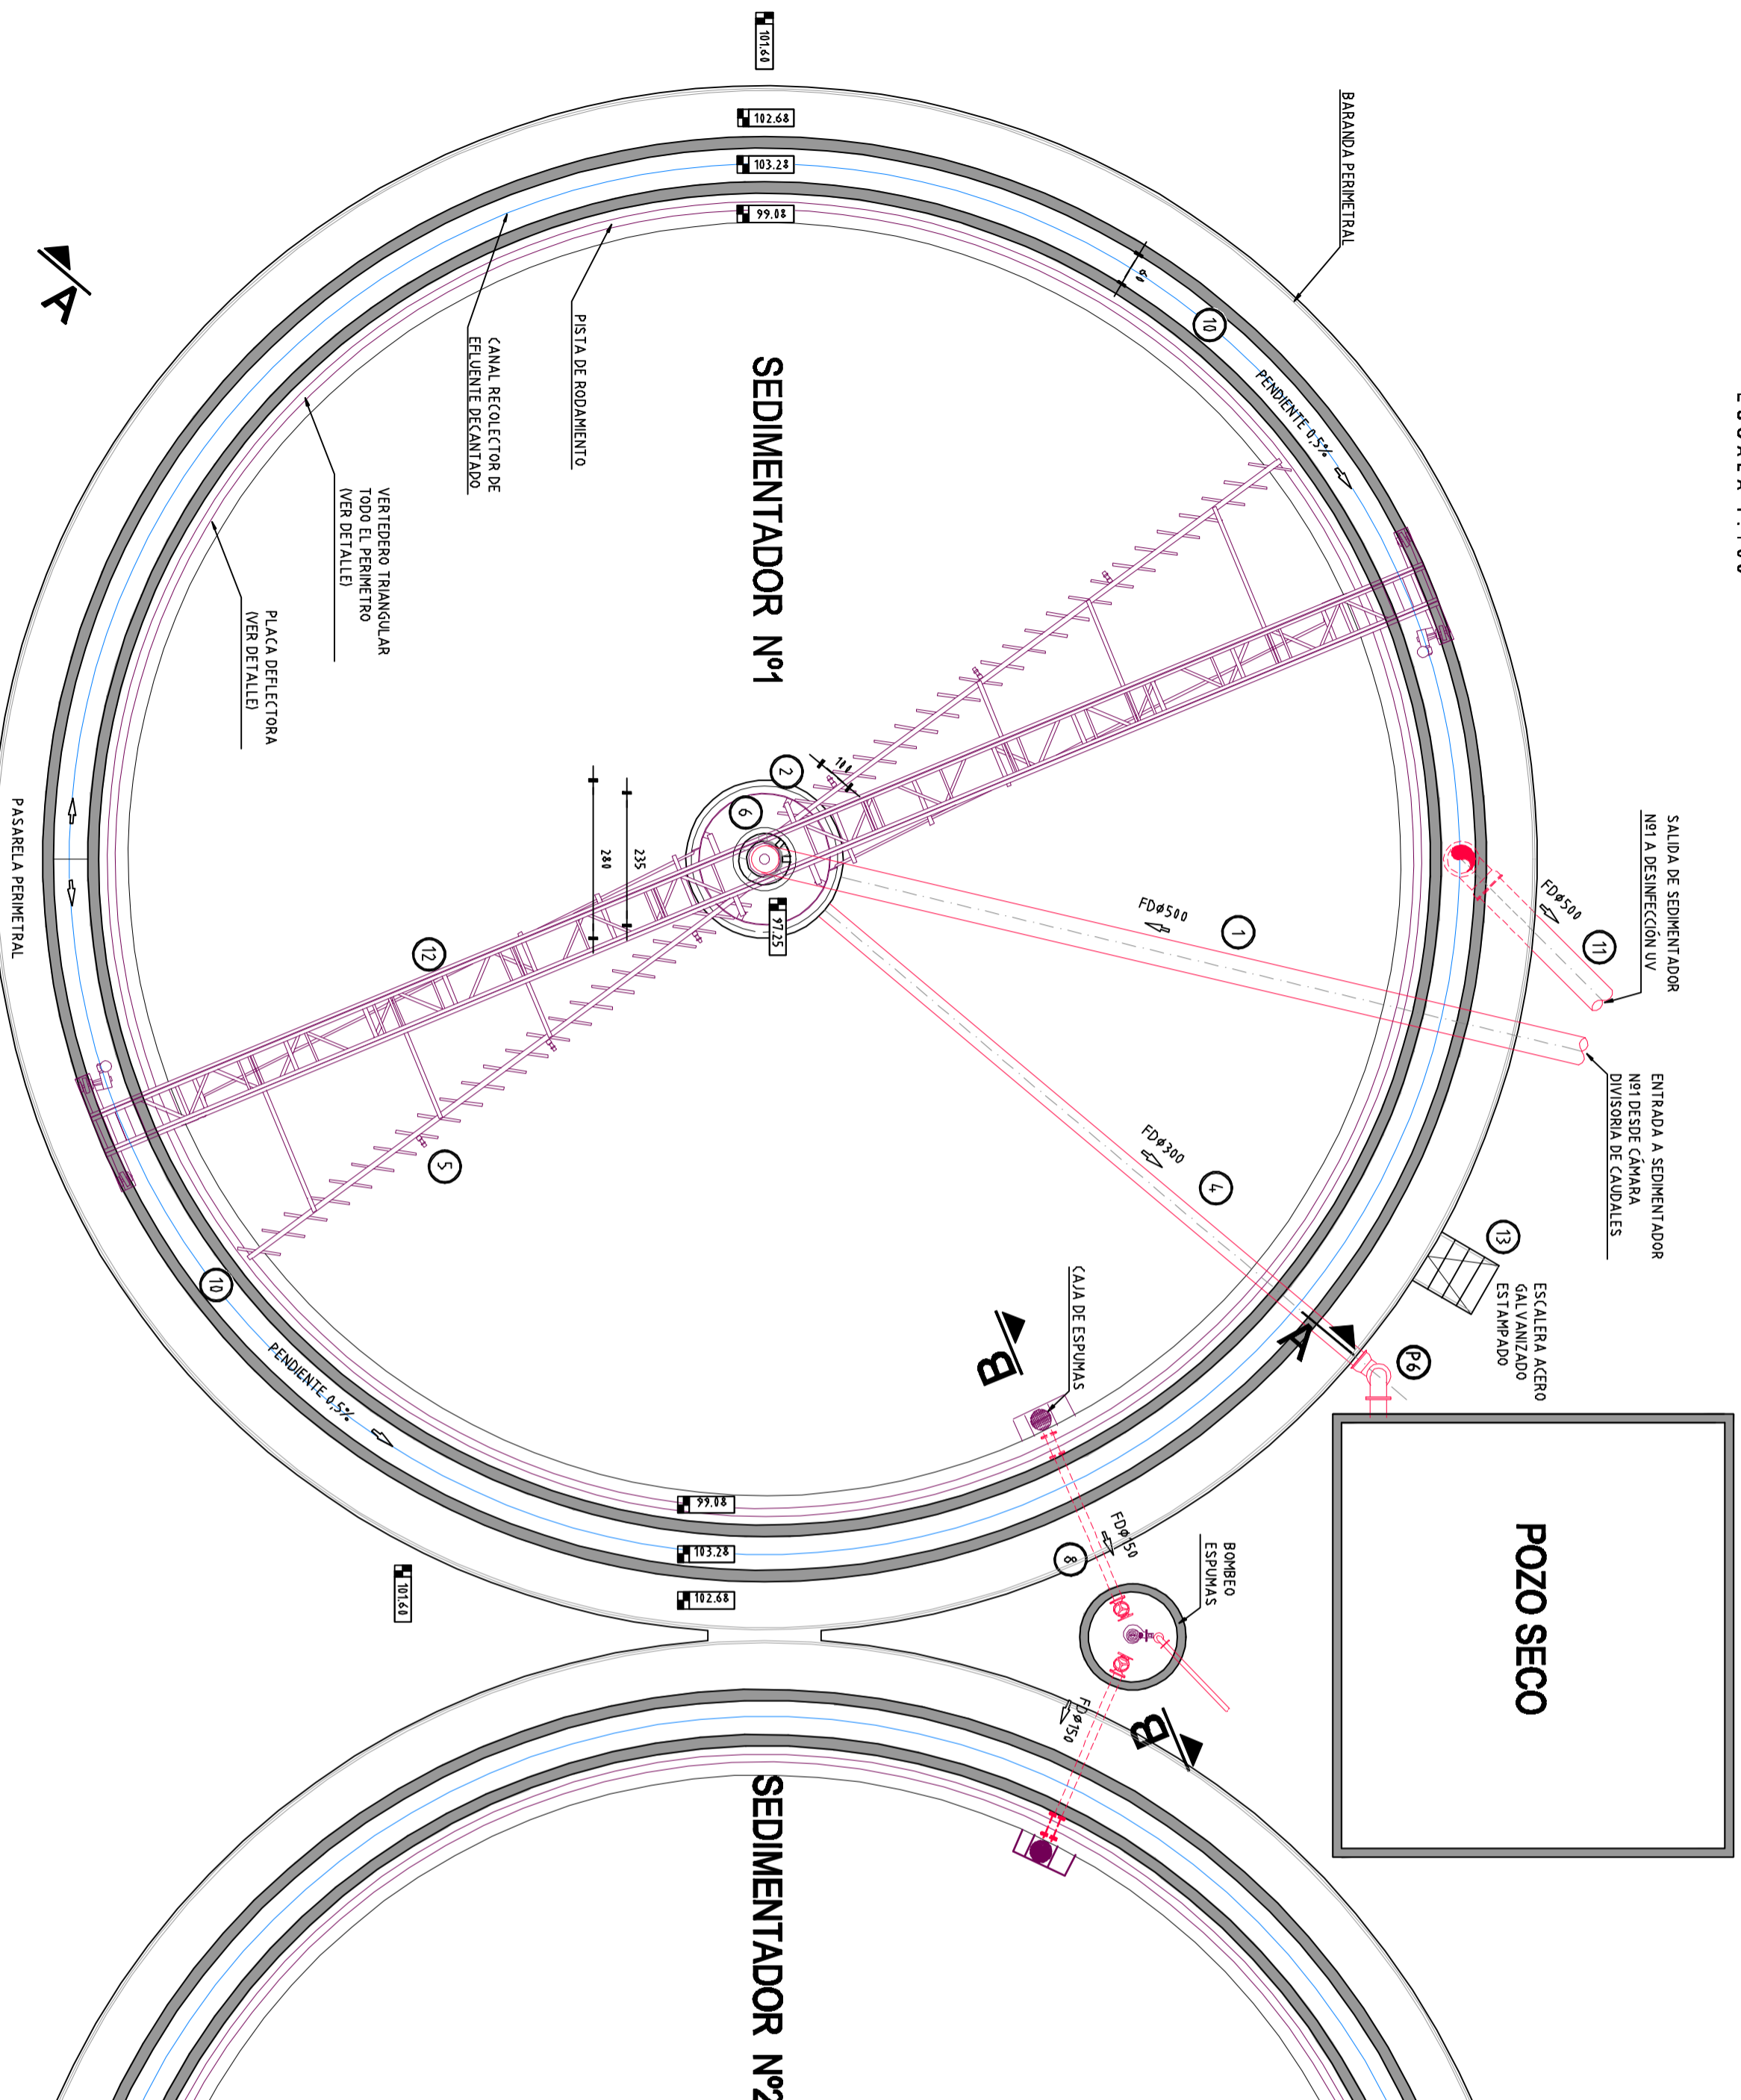 BARANDA PERIMETRAL
101.60
102.68
103.28
99.08
60
10
PENDIENTE 0,5%
SALIDA DE SEDIMENTADOR
Nº1 A DESINFECCIÓN UV
FDø500
11
ENTRADA A SEDIMENTADOR
Nº1 DESDE CÁMARA
DIVISORIA DE CAUDALES
13
ESCALERA ACERO
GALVANIZADO
ESTAMPADO
P6
POZO SECO
SEDIMENTADOR Nº1
PISTA DE RODAMIENTO
CANAL RECOLECTOR DE
EFLUENTE DECANTADO
VERTEDERO TRIANGULAR
TODO EL PERIMETRO
(VER DETALLE)
PLACA DEFLECTORA
(VER DETALLE)
PASARELA PERIMETRAL
A
2
6
100
235
280
97.25
FDø500
1
FDø300
4
12
5
10
PENDIENTE 0,5%
A
B
CAJA DE ESPUMAS
FDø150
8
BOMBEO
ESPUMAS
FDø150
B
99.08
103.28
102.68
101.60
SEDIMENTADOR Nº2